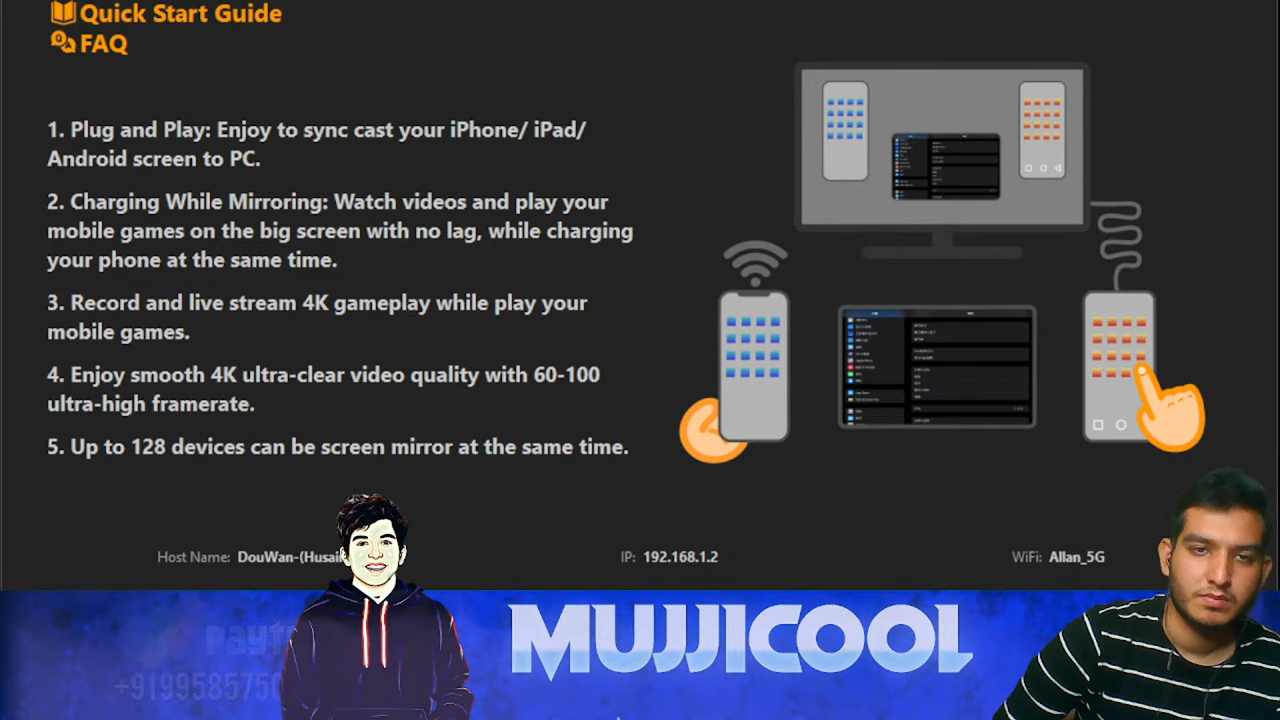 Quick Start Guide
FAQ
1. Plug and Play: Enjoy to sync cast your iPhone/ iPad/
Android screen to PC.
2. Charging While Mirroring: Watch videos and play your
mobile games on the big screen with no lag, while charging
your phone at the same time.
3. Record and live stream 4K gameplay while play your
mobile games.
4. Enjoy smooth 4K ultra-clear video quality with 60-100
ultra-high framerate.
5. Up to 128 devices can be screen mirror at the same time.
Host Name: DouWan-(Husai
IP: 192.168.1.2
WiFi: Allan_5G
MUJJICOOL